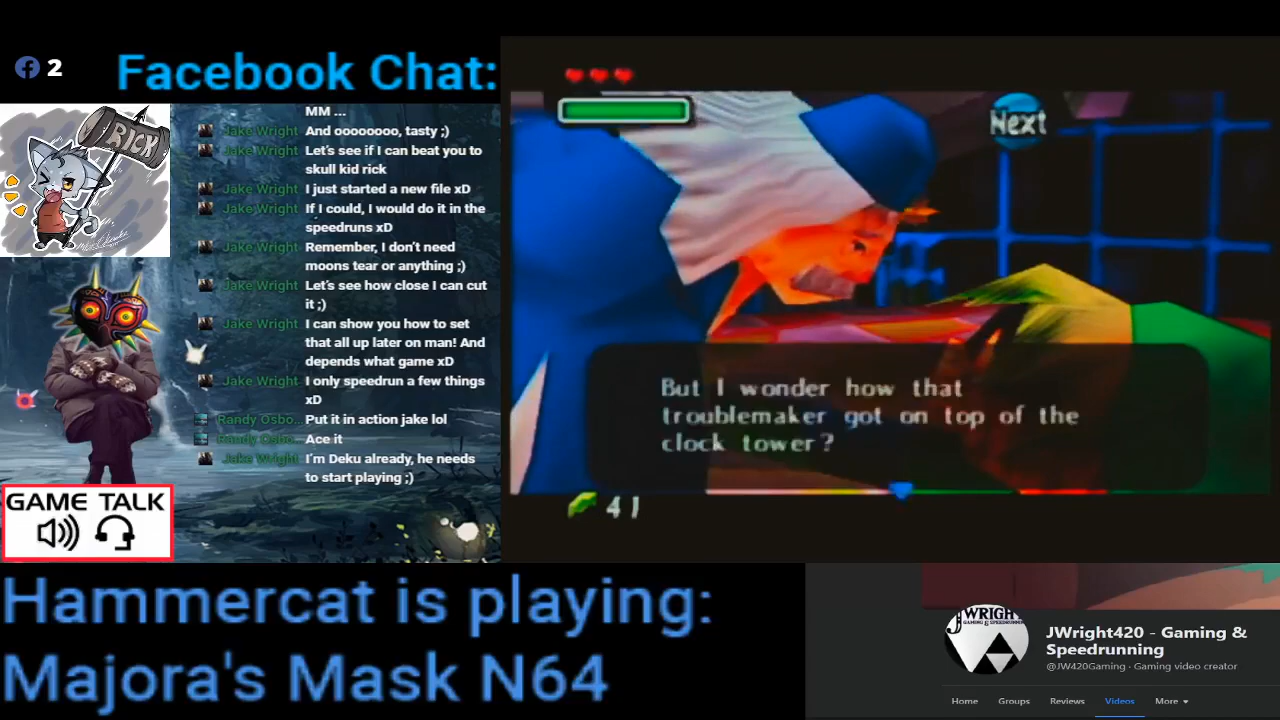 2
Facebook Chat:
RICK
MM ...
Jake Wright And oooooooo, tasty ;)
Jake Wright Let's see if I can beat you to
skull kid rick
Jake Wright I just started a new file xD
Jake Wright If I could, I would do it in the
speedruns xD
Jake Wright Remember, I don't need
moons tear or anything ;)
Jake Wright Let's see how close I can cut
it ;)
Jake Wright I can show you how to set
that all up later on man! And
depends what game xD
Jake Wright I only speedrun a few things
xD
Randy Osbo... Put it in action jake lol
Randy Osbo... Ace it
Jake Wright I'm Deku already, he needs
to start playing ;)
GAME TALK
Next
But I wonder how that
troublemaker got on top of the
clock tower?
41
Hammercat is playing:
Majora's Mask N64
JWRIGHT
GAMING & SPEEDRUNNING
JWright420 - Gaming &
Speedrunning
@JW420Gaming · Gaming video creator
Home Groups Reviews Videos More